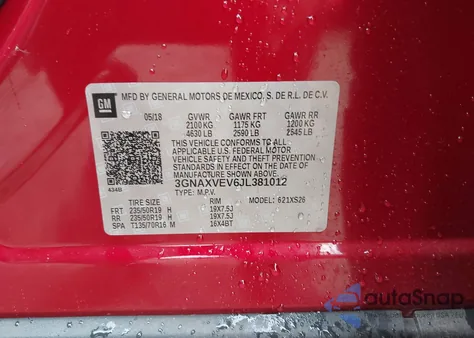 GM
MFD BY GENERAL MOTORS DE MEXICO, S. DE R.L. DE C.V.
05/18 GVWR GAWR FRT GAWR RR
2100 KG 1175 KG 1200 KG
4630 LB 2590 LB 2645 LB
THIS VEHICLE CONFORMS TO ALL
APPLICABLE U.S. FEDERAL MOTOR
VEHICLE SAFETY, BUMPER, AND THEFT PREVENTION
STANDARDS IN EFFECT ON THE DATE OF
MANUFACTURE SHOWN ABOVE.
3GNAXVEV6JL381012
TYPE: M.P.V. MODEL: 621XS26
TIRE SIZE RIM
FRT 235/50R19 H 19X7.5J
RR 235/50R19 H 19X7.5J
SPA T135/70R16 M 16X4BT
autoSnap